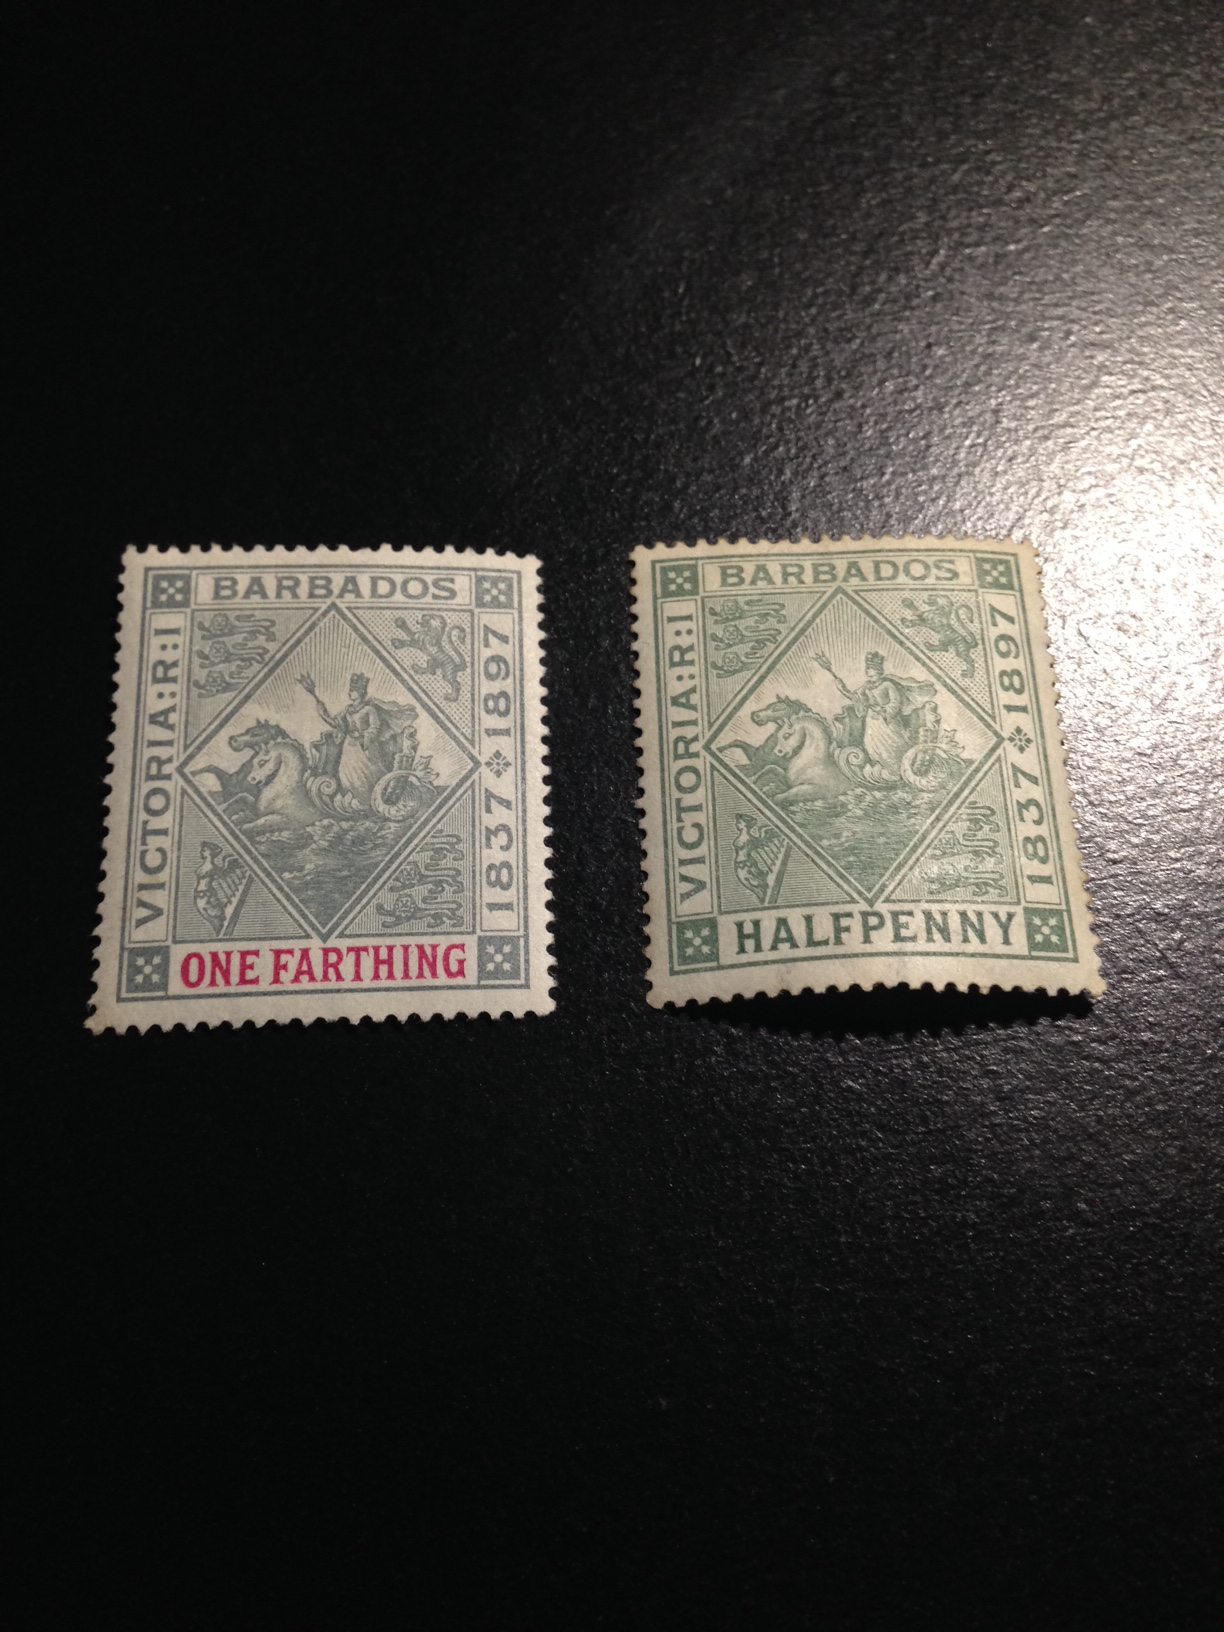 BARBADOS
VICTORIA:R:I
1837 1897
ONE FARTHING
BARBADOS
VICTORIA:R:I
1837 1897
HALFPENNY